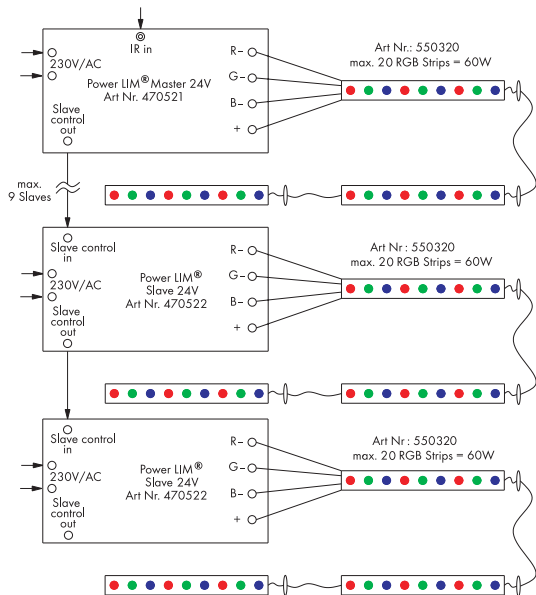 IR in
230V/AC
Power LIM® Master 24V
Art Nr. 470521
Slave
control
out
R–
G–
B–
+
Art Nr.: 550320
max. 20 RGB Strips = 60W
max.
9 Slaves
Slave control
in
230V/AC
Slave
control
out
Power LIM®
Slave 24V
Art Nr. 470522
R–
G–
B–
+
Art Nr : 550320
max. 20 RGB Strips = 60W
Slave control
in
230V/AC
Slave
control
out
Power LIM®
Slave 24V
Art Nr. 470522
R–
G–
B–
+
Art Nr : 550320
max. 20 RGB Strips = 60W